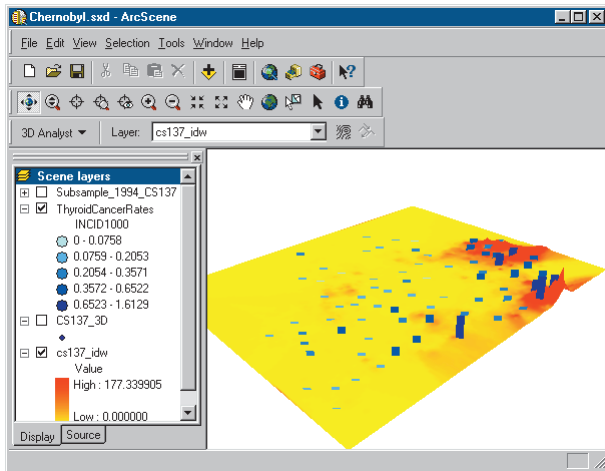 Chernobyl.sxd - ArcScene
File Edit View Selection Tools Window Help
3D Analyst Layer: cs137_idw
Scene layers
Subsample_1994_CS137
ThyroidCancerRates
INCID1000
0 - 0.0758
0.0759 - 0.2053
0.2054 - 0.3571
0.3572 - 0.6522
0.6523 - 1.6129
CS137_3D
cs137_idw
Value
High : 177.339905
Low : 0.000000
Display Source